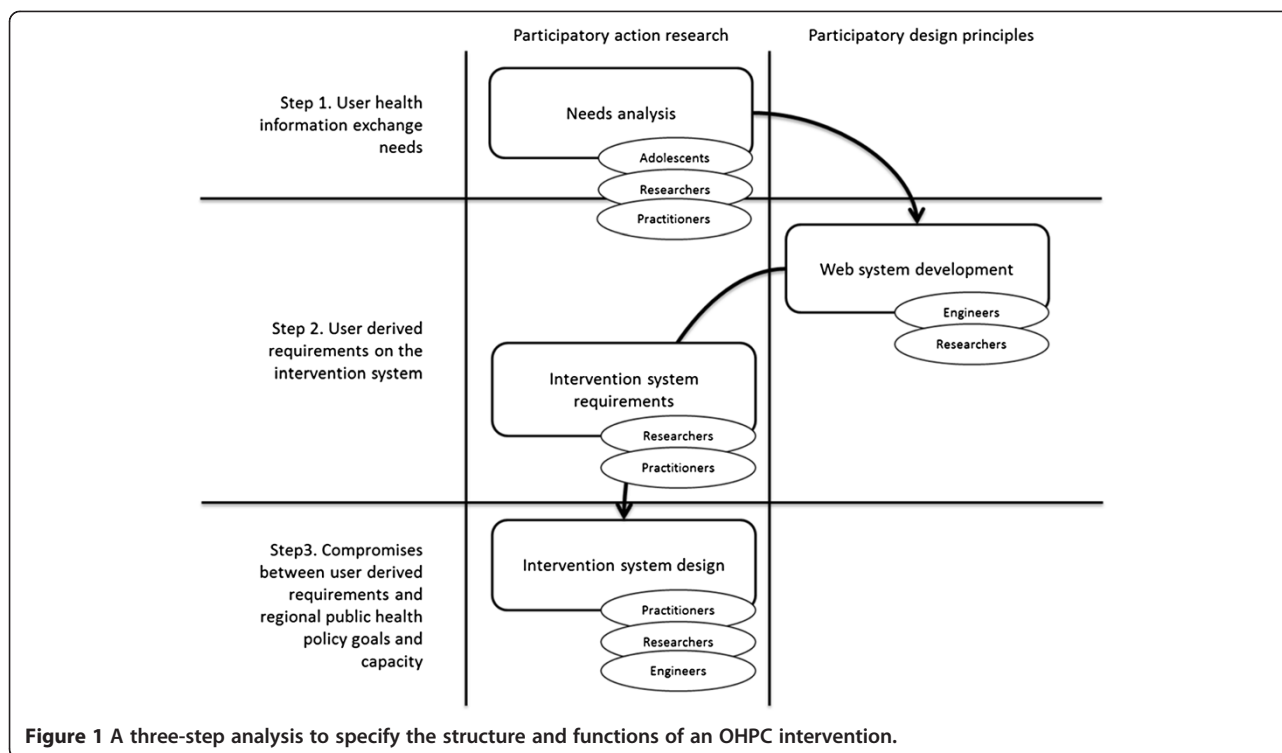 Participatory action research
Participatory design principles
Step 1. User health
information exchange
needs
Needs analysis
Adolescents
Researchers
Practitioners
Web system development
Engineers
Researchers
Step 2. User derived
requirements on the
intervention system
Intervention system
requirements
Researchers
Practitioners
Step3. Compromises
between user derived
requirements and
regional public health
policy goals and
capacity
Intervention system design
Practitioners
Researchers
Engineers
Figure 1 A three-step analysis to specify the structure and functions of an OHPC intervention.